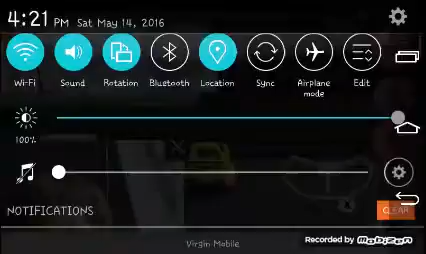 4:21 PM Sat May 14, 2016
Wi-Fi Sound Rotation Bluetooth Location Sync Airplane mode Edit
100%
NOTIFICATIONS CLEAR
Virgin Mobile
Recorded by Mobizen